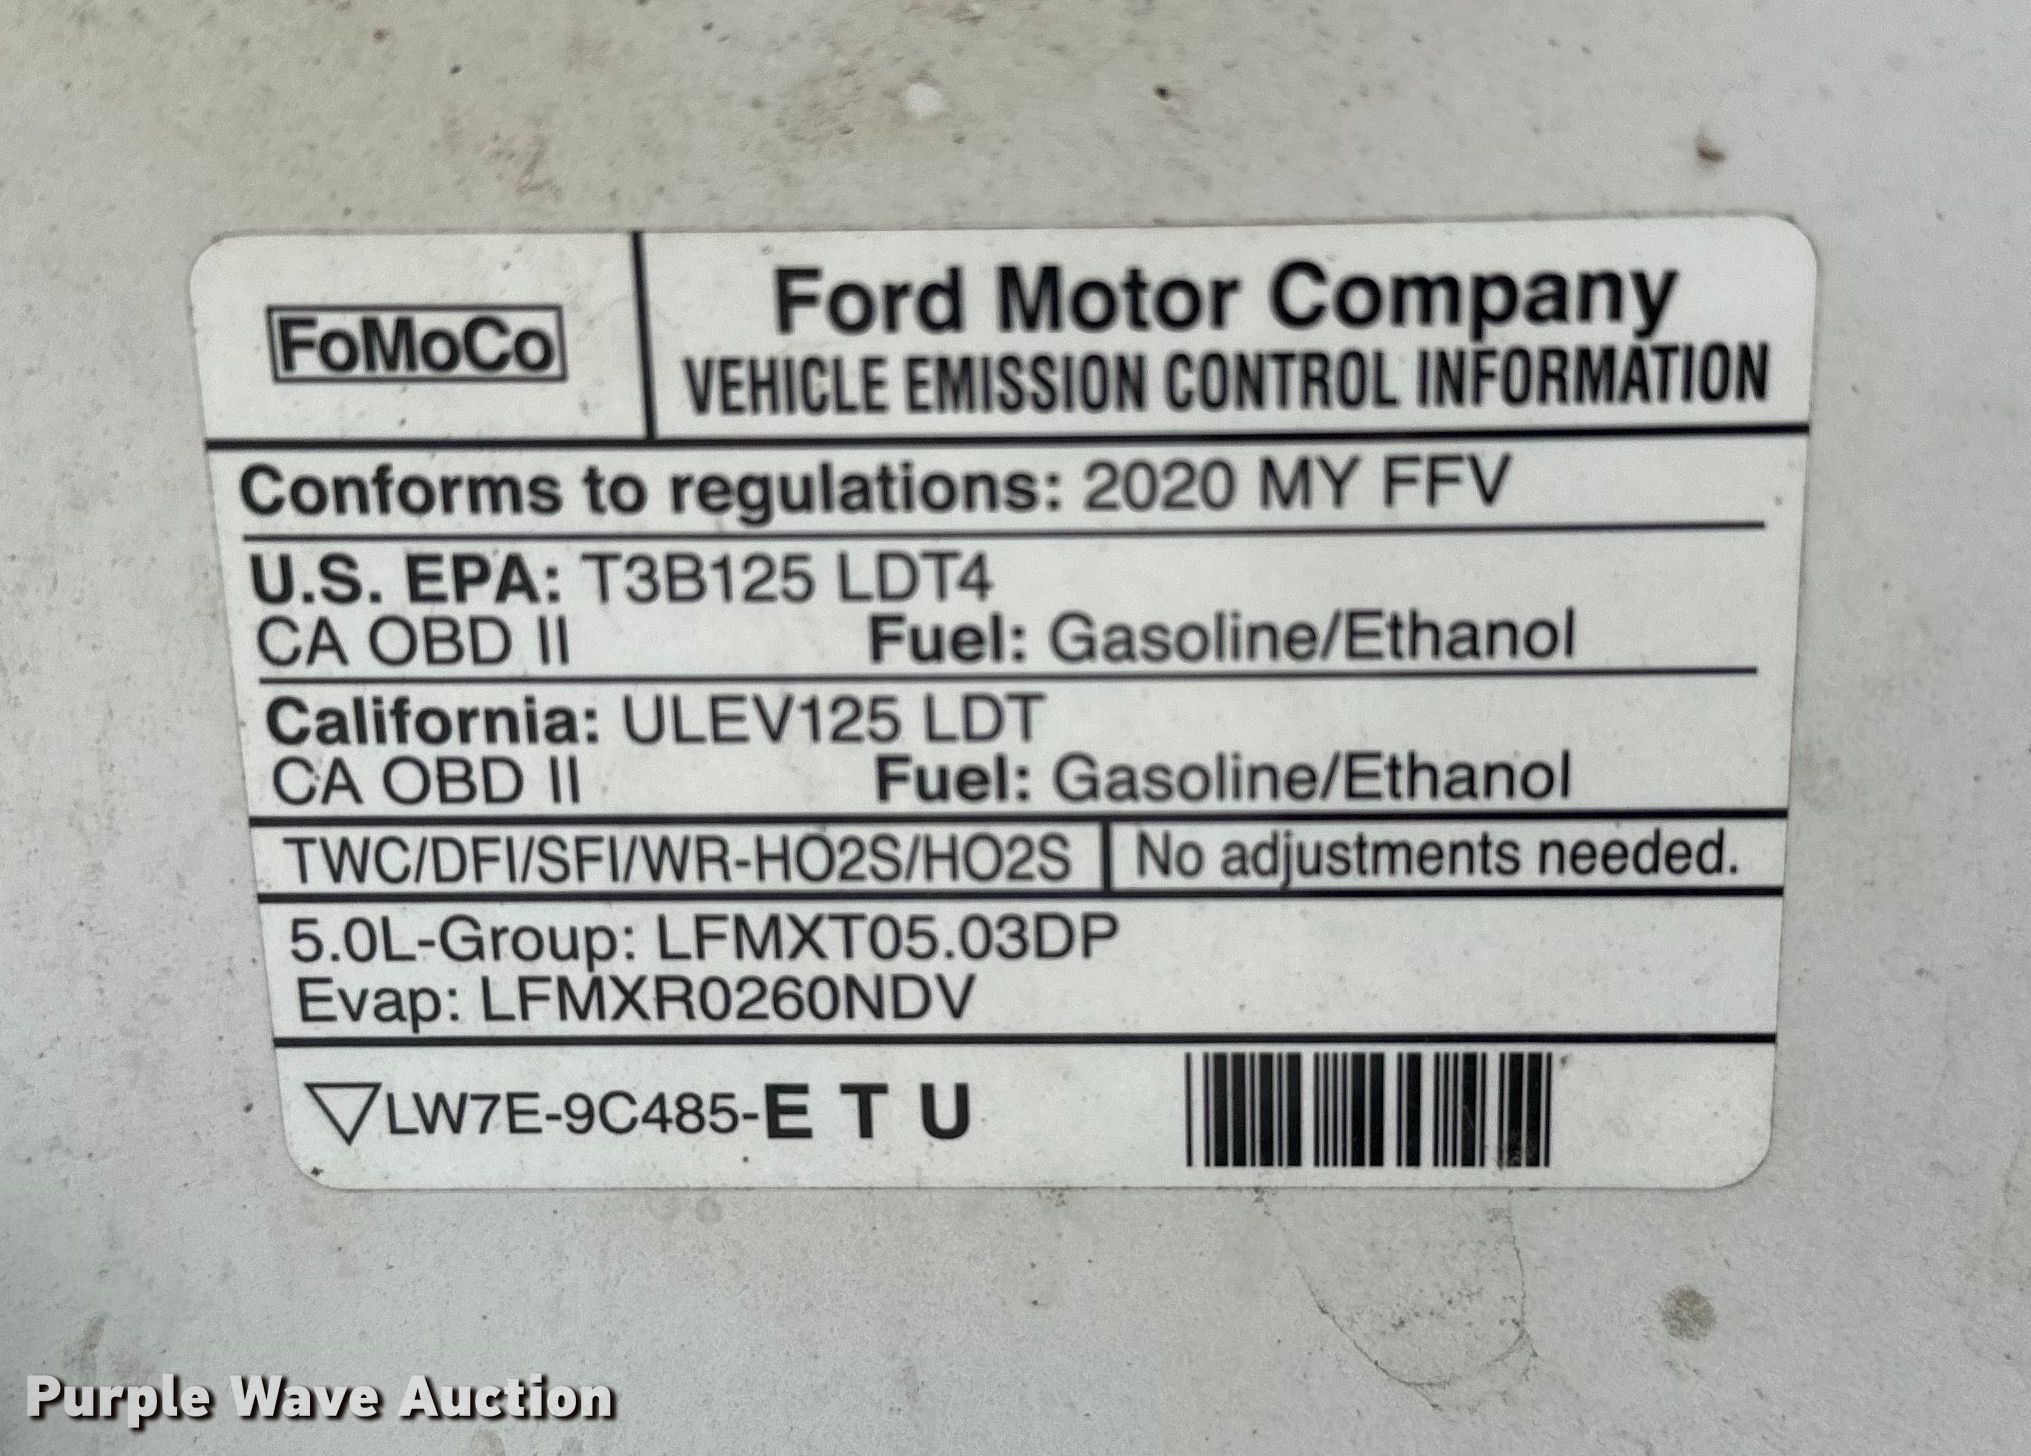 FoMoCo
Ford Motor Company
VEHICLE EMISSION CONTROL INFORMATION
Conforms to regulations: 2020 MY FFV
U.S. EPA: T3B125 LDT4
CA OBD II Fuel: Gasoline/Ethanol
California: ULEV125 LDT
CA OBD II Fuel: Gasoline/Ethanol
TWC/DFI/SFI/WR-HO2S/HO2S No adjustments needed.
5.0L-Group: LFMXT05.03DP
Evap: LFMXR0260NDV
LW7E-9C485-E T U
Purple Wave Auction